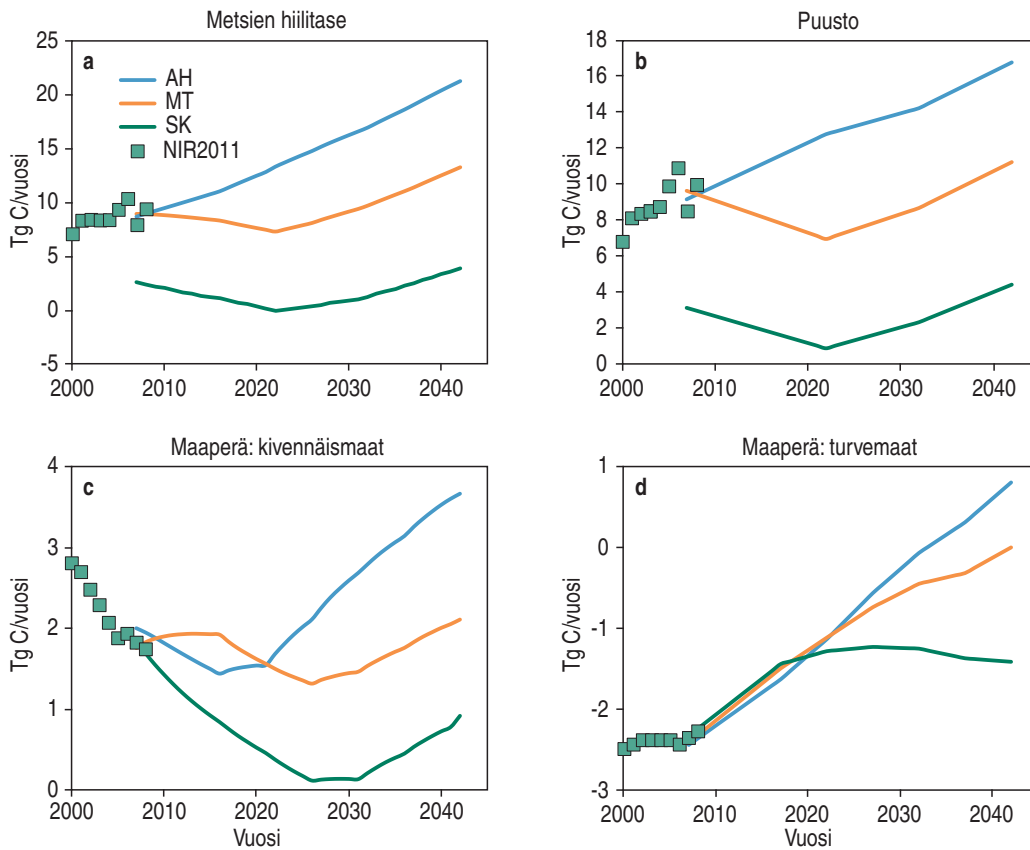 Metsien hiilitase
a
AH
MT
SK
NIR2011
Tg C/vuosi
25
20
15
10
5
0
-5
2000 2010 2020 2030 2040
Puusto
b
Tg C/vuosi
18
16
14
12
10
8
6
4
2
0
2000 2010 2020 2030 2040
Maaperä: kivennäismaat
c
Tg C/vuosi
4
3
2
1
0
2000 2010 2020 2030 2040
Vuosi
Maaperä: turvemaat
d
Tg C/vuosi
1
0
-1
-2
-3
2000 2010 2020 2030 2040
Vuosi